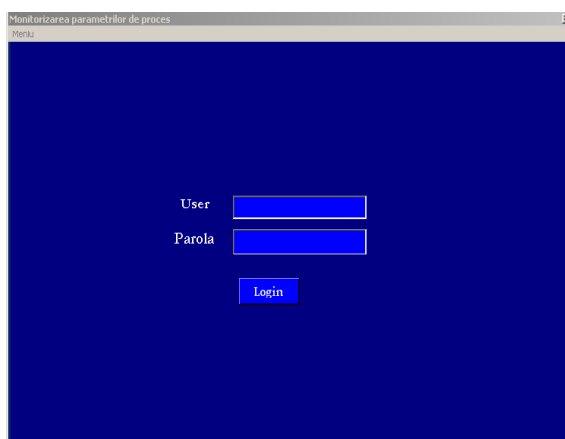 Monitorizarea parametrilor de proces
Meniu
User
Parola
Login